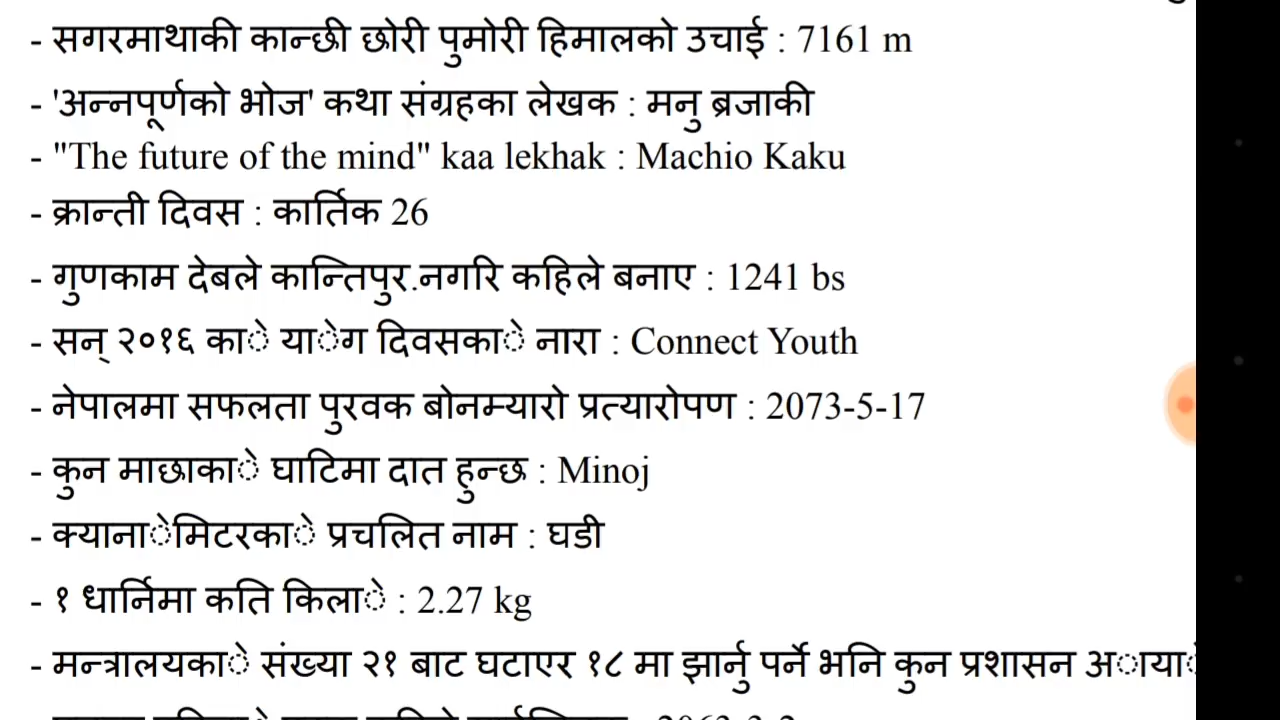 - सगरमाथाकी कान्छी छोरी पुमोरी हिमालको उचाई : 7161 m
- 'अन्नपूर्णको भोज' कथा संग्रहका लेखक : मनु ब्रजाकी
- "The future of the mind" kaa lekhak : Machio Kaku
- क्रान्ती दिवस : कार्तिक 26
- गुणकाम देबले कान्तिपुर.नगरि कहिले बनाए : 1241 bs
- सन् २०१६ काे याेग दिवसकाे नारा : Connect Youth
- नेपालमा सफलता पुरवक बोनम्यारो प्रत्यारोपण : 2073-5-17
- कुन माछाकाे घाटिमा दात हुन्छ : Minoj
- क्यानाेमिटरकाे प्रचलित नाम : घडी
- १ धार्निमा कति किलाे : 2.27 kg
- मन्त्रालयकाे संख्या २१ बाट घटाएर १८ मा झार्नु पर्ने भनि कुन प्रशासन